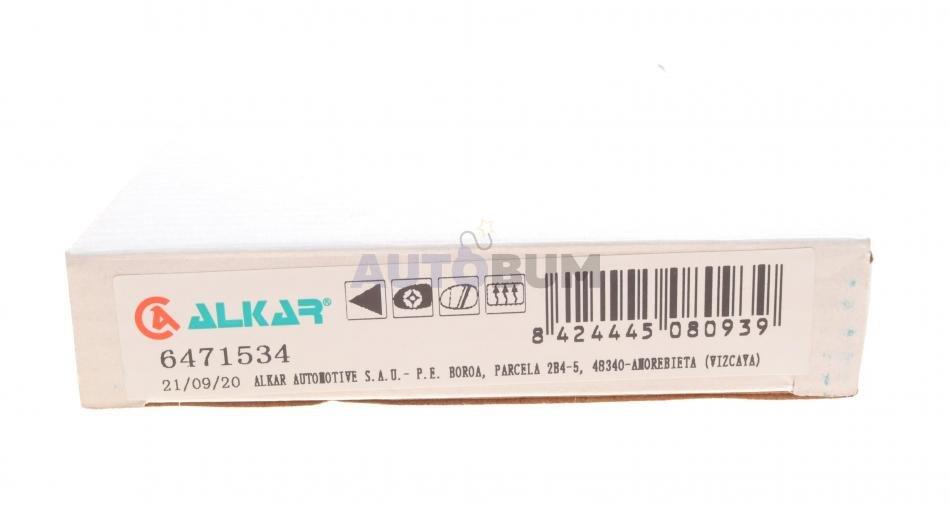 AUTOBUM
ALKAR®
8 424445 080939
6471534
21/09/20 ALKAR AUTOMOTIVE S.A.U.- P.E. BOROA, PARCELA 2B4-5, 48340-AMOREBIETA (VIZCAYA)